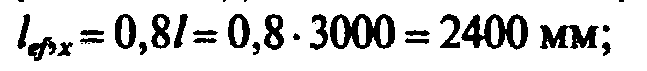 l_ef,x = 0,8l = 0,8 · 3000 = 2400 мм;